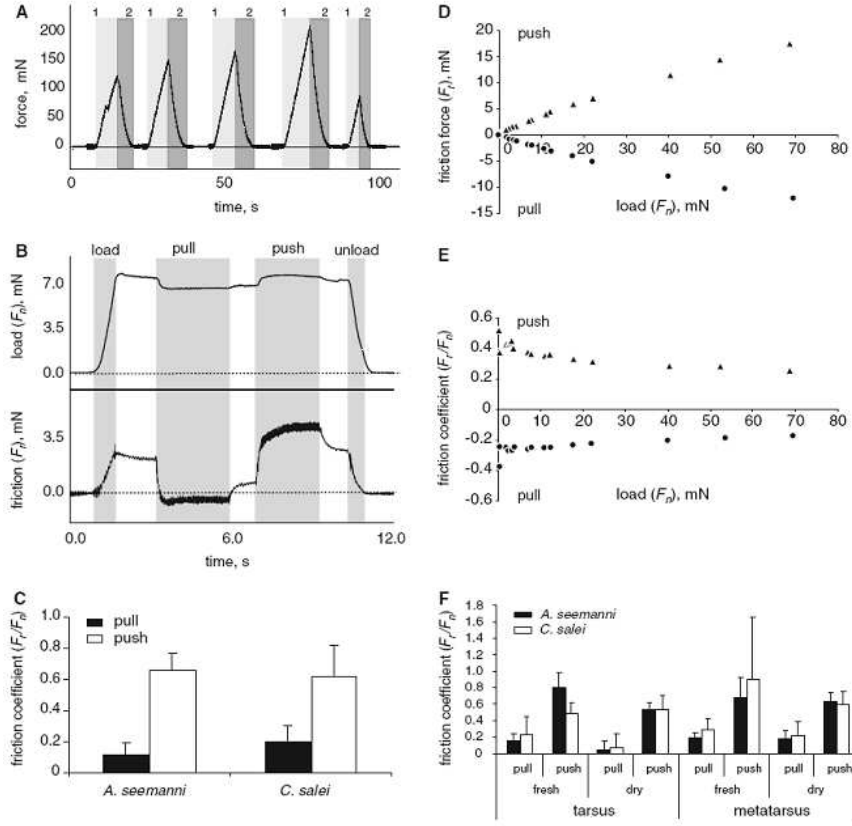 A
1 2 1 2 1 2 1 2 1 2
200
150
100
50
0
force, mN
0 50 100
time, s
B
load pull push unload
7.0
3.5
0.0
load (Fn), mN
3.5
0.0
friction (Fr), mN
0.0 6.0 12.0
time, s
C
1.0
0.8
0.6
0.4
0.2
0
friction coefficient (Fr/Fn)
pull
push
A. seemanni C. salei
D
push
20
15
10
5
0
-5
-10
-15
friction force (Fr), mN
0 10 20 30 40 50 60 70 80
pull
load (Fn), mN
E
push
0.6
0.4
0.2
0
-0.2
-0.4
-0.6
friction coefficient (Fr/Fn)
0 10 20 30 40 50 60 70 80
pull
load (Fn), mN
F
1.8
1.6
1.4
1.2
1.0
0.8
0.6
0.4
0.2
0
friction coefficient (Fr/Fn)
A. seemanni
C. salei
pull push pull push pull push pull push
fresh dry fresh dry
tarsus metatarsus